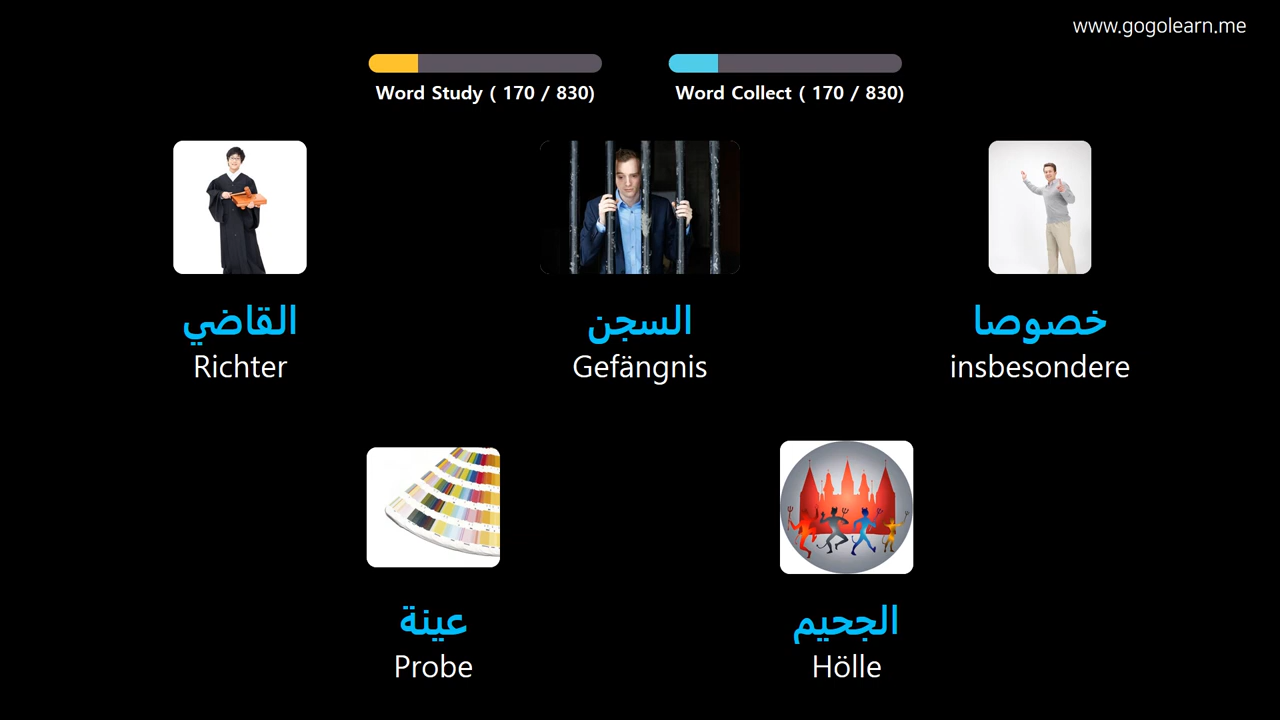 www.gogolearn.me
Word Study ( 170 / 830)
Word Collect ( 170 / 830)
القاضي
Richter
السجن
Gefängnis
خصوصا
insbesondere
عينة
Probe
الجحيم
Hölle